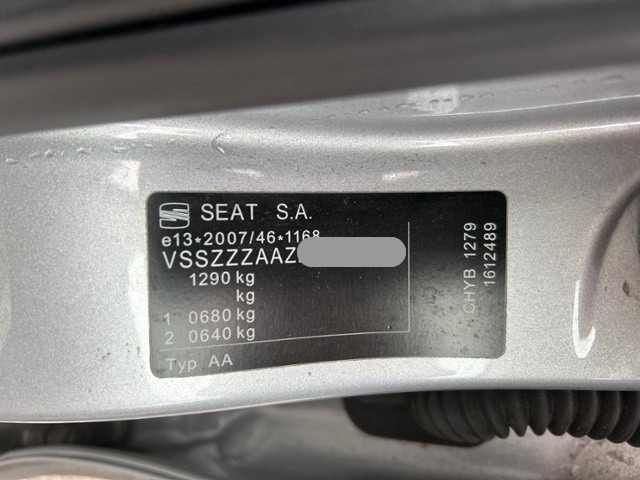 SEAT S.A.
e13*2007/46*1168
VSSZZZAAZ
1290 kg
kg
1 0680 kg
2 0640 kg
Typ AA
CHYB 1279
1612489